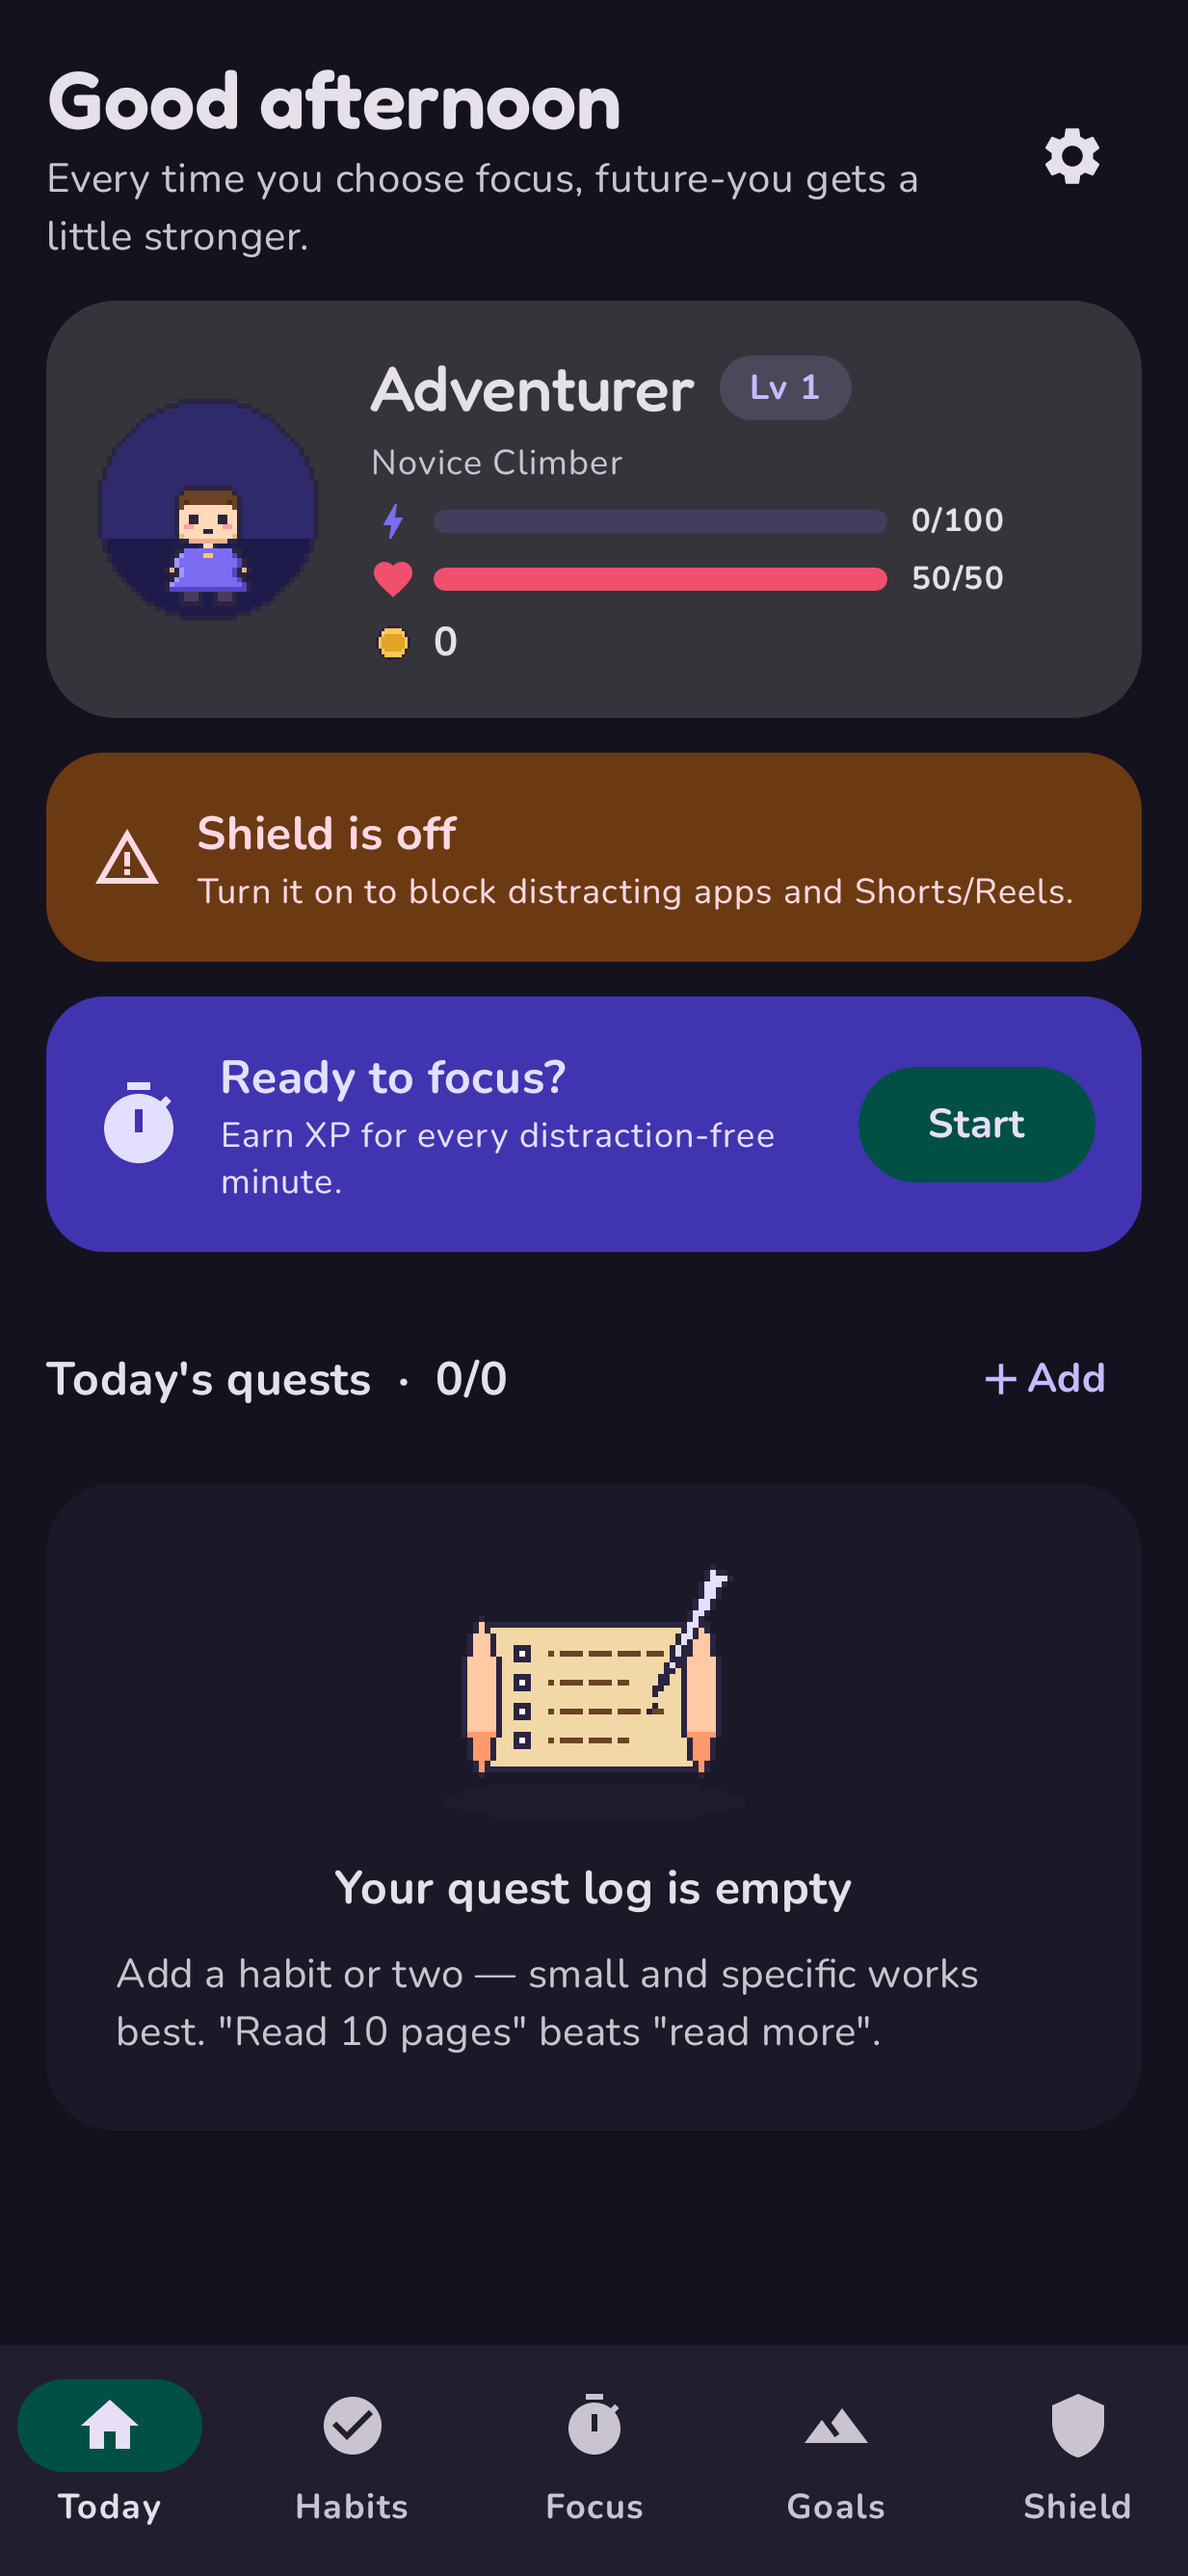 Good afternoon
Every time you choose focus, future-you gets a
little stronger.
Adventurer Lv 1
Novice Climber
0/100
50/50
0
Shield is off
Turn it on to block distracting apps and Shorts/Reels.
Ready to focus?
Earn XP for every distraction-free
minute.
Start
Today's quests · 0/0
+ Add
Your quest log is empty
Add a habit or two — small and specific works
best. "Read 10 pages" beats "read more".
Today Habits Focus Goals Shield